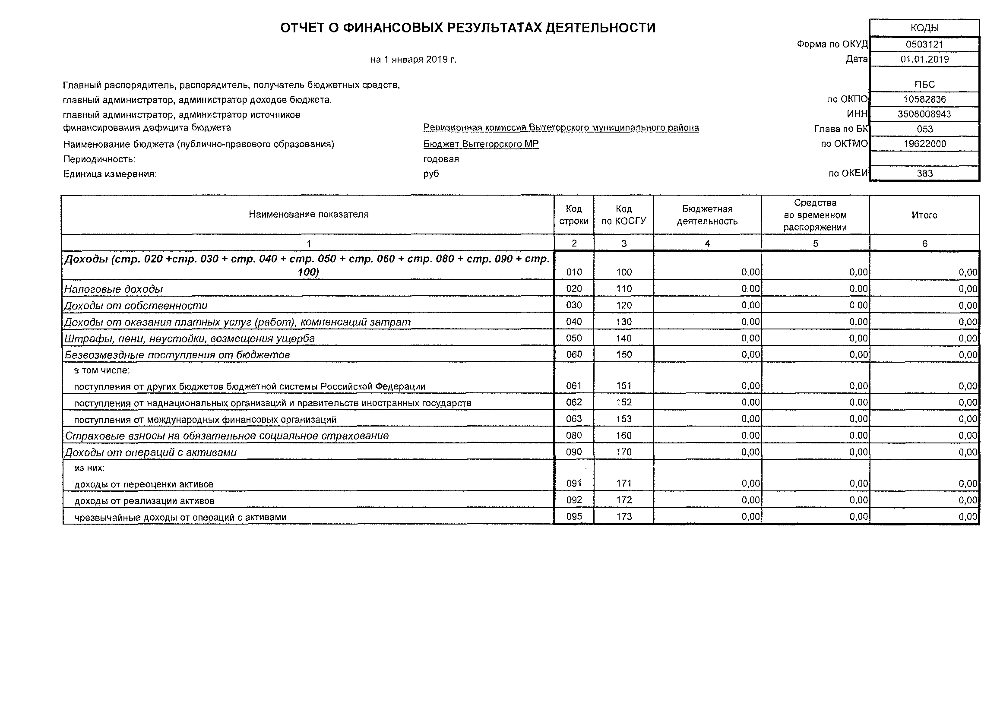 ОТЧЕТ О ФИНАНСОВЫХ РЕЗУЛЬТАТАХ ДЕЯТЕЛЬНОСТИ
КОДЫ
Форма по ОКУД 0503121
на 1 января 2019 г. Дата 01.01.2019
Главный распорядитель, распорядитель, получатель бюджетных средств, ПБС
главный администратор, администратор доходов бюджета, по ОКПО 10582836
главный администратор, администратор источников ИНН 3508008943
финансирования дефицита бюджета Ревизионная комиссия Вытегорского муниципального района Глава по БК 053
Наименование бюджета (публично-правового образования) Бюджет Вытегорского МР по ОКТМО 19622000
Периодичность: годовая
Единица измерения: руб по ОКЕИ 383
Наименование показателя Код строки Код по КОСГУ Бюджетная деятельность Средства во временном распоряжении Итого
1 2 3 4 5 6
Доходы (стр. 020 +стр. 030 + стр. 040 + стр. 050 + стр. 060 + стр. 080 + стр. 090 + стр.
100) 010 100 0,00 0,00 0,00
Налоговые доходы 020 110 0,00 0,00 0,00
Доходы от собственности 030 120 0,00 0,00 0,00
Доходы от оказания платных услуг (работ), компенсаций затрат 040 130 0,00 0,00 0,00
Штрафы, пени, неустойки, возмещения ущерба 050 140 0,00 0,00 0,00
Безвозмездные поступления от бюджетов 060 150 0,00 0,00 0,00
в том числе:
поступления от других бюджетов бюджетной системы Российской Федерации 061 151 0,00 0,00 0,00
поступления от наднациональных организаций и правительств иностранных государств 062 152 0,00 0,00 0,00
поступления от международных финансовых организаций 063 153 0,00 0,00 0,00
Страховые взносы на обязательное социальное страхование 080 160 0,00 0,00 0,00
Доходы от операций с активами 090 170 0,00 0,00 0,00
из них:
доходы от переоценки активов 091 171 0,00 0,00 0,00
доходы от реализации активов 092 172 0,00 0,00 0,00
чрезвычайные доходы от операций с активами 095 173 0,00 0,00 0,00